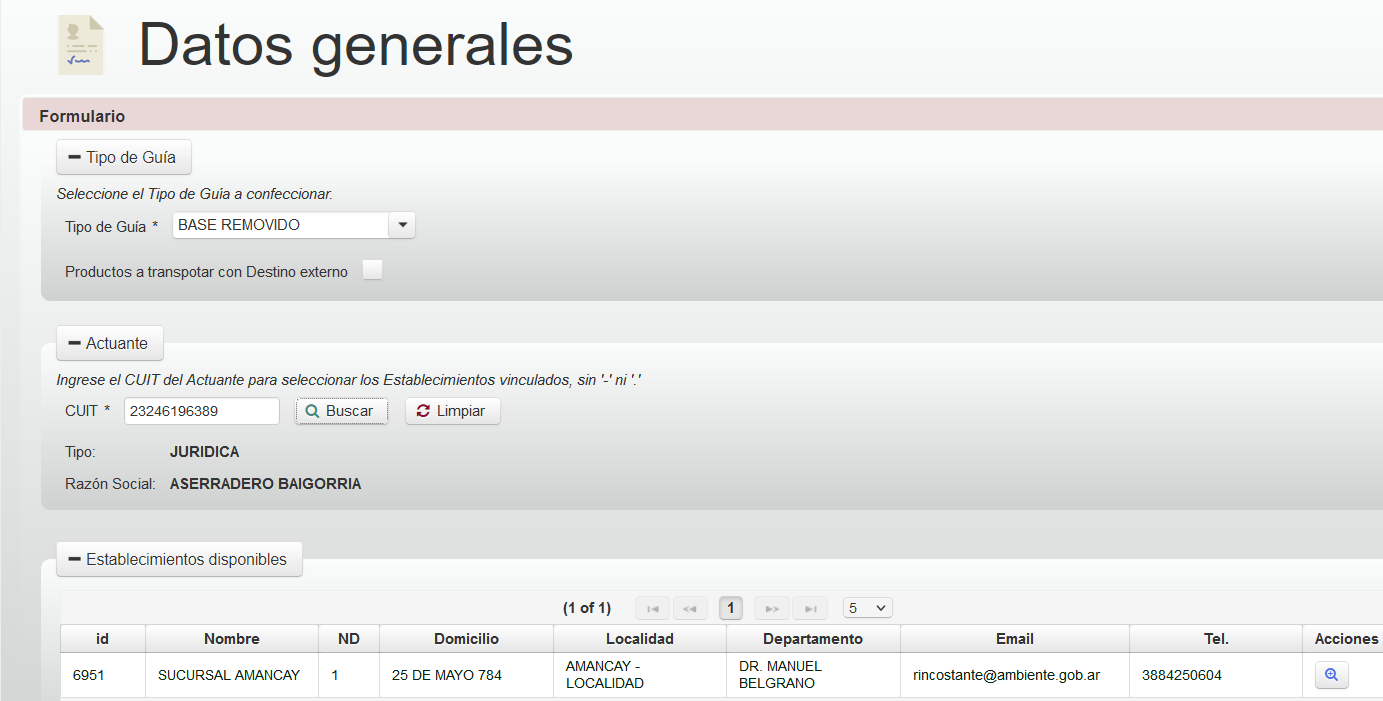 Datos generales
Formulario
Tipo de Guía
Seleccione el Tipo de Guía a confeccionar.
Tipo de Guía * BASE REMOVIDO
Productos a transpotar con Destino externo
Actuante
Ingrese el CUIT del Actuante para seleccionar los Establecimientos vinculados, sin '-' ni '.'
CUIT * 23246196389 Buscar Limpiar
Tipo: JURIDICA
Razón Social: ASERRADERO BAIGORRIA
Establecimientos disponibles
(1 of 1) 1 5
id Nombre ND Domicilio Localidad Departamento Email Tel. Acciones
6951 SUCURSAL AMANCAY 1 25 DE MAYO 784 AMANCAY - LOCALIDAD DR. MANUEL BELGRANO rincostante@ambiente.gob.ar 3884250604